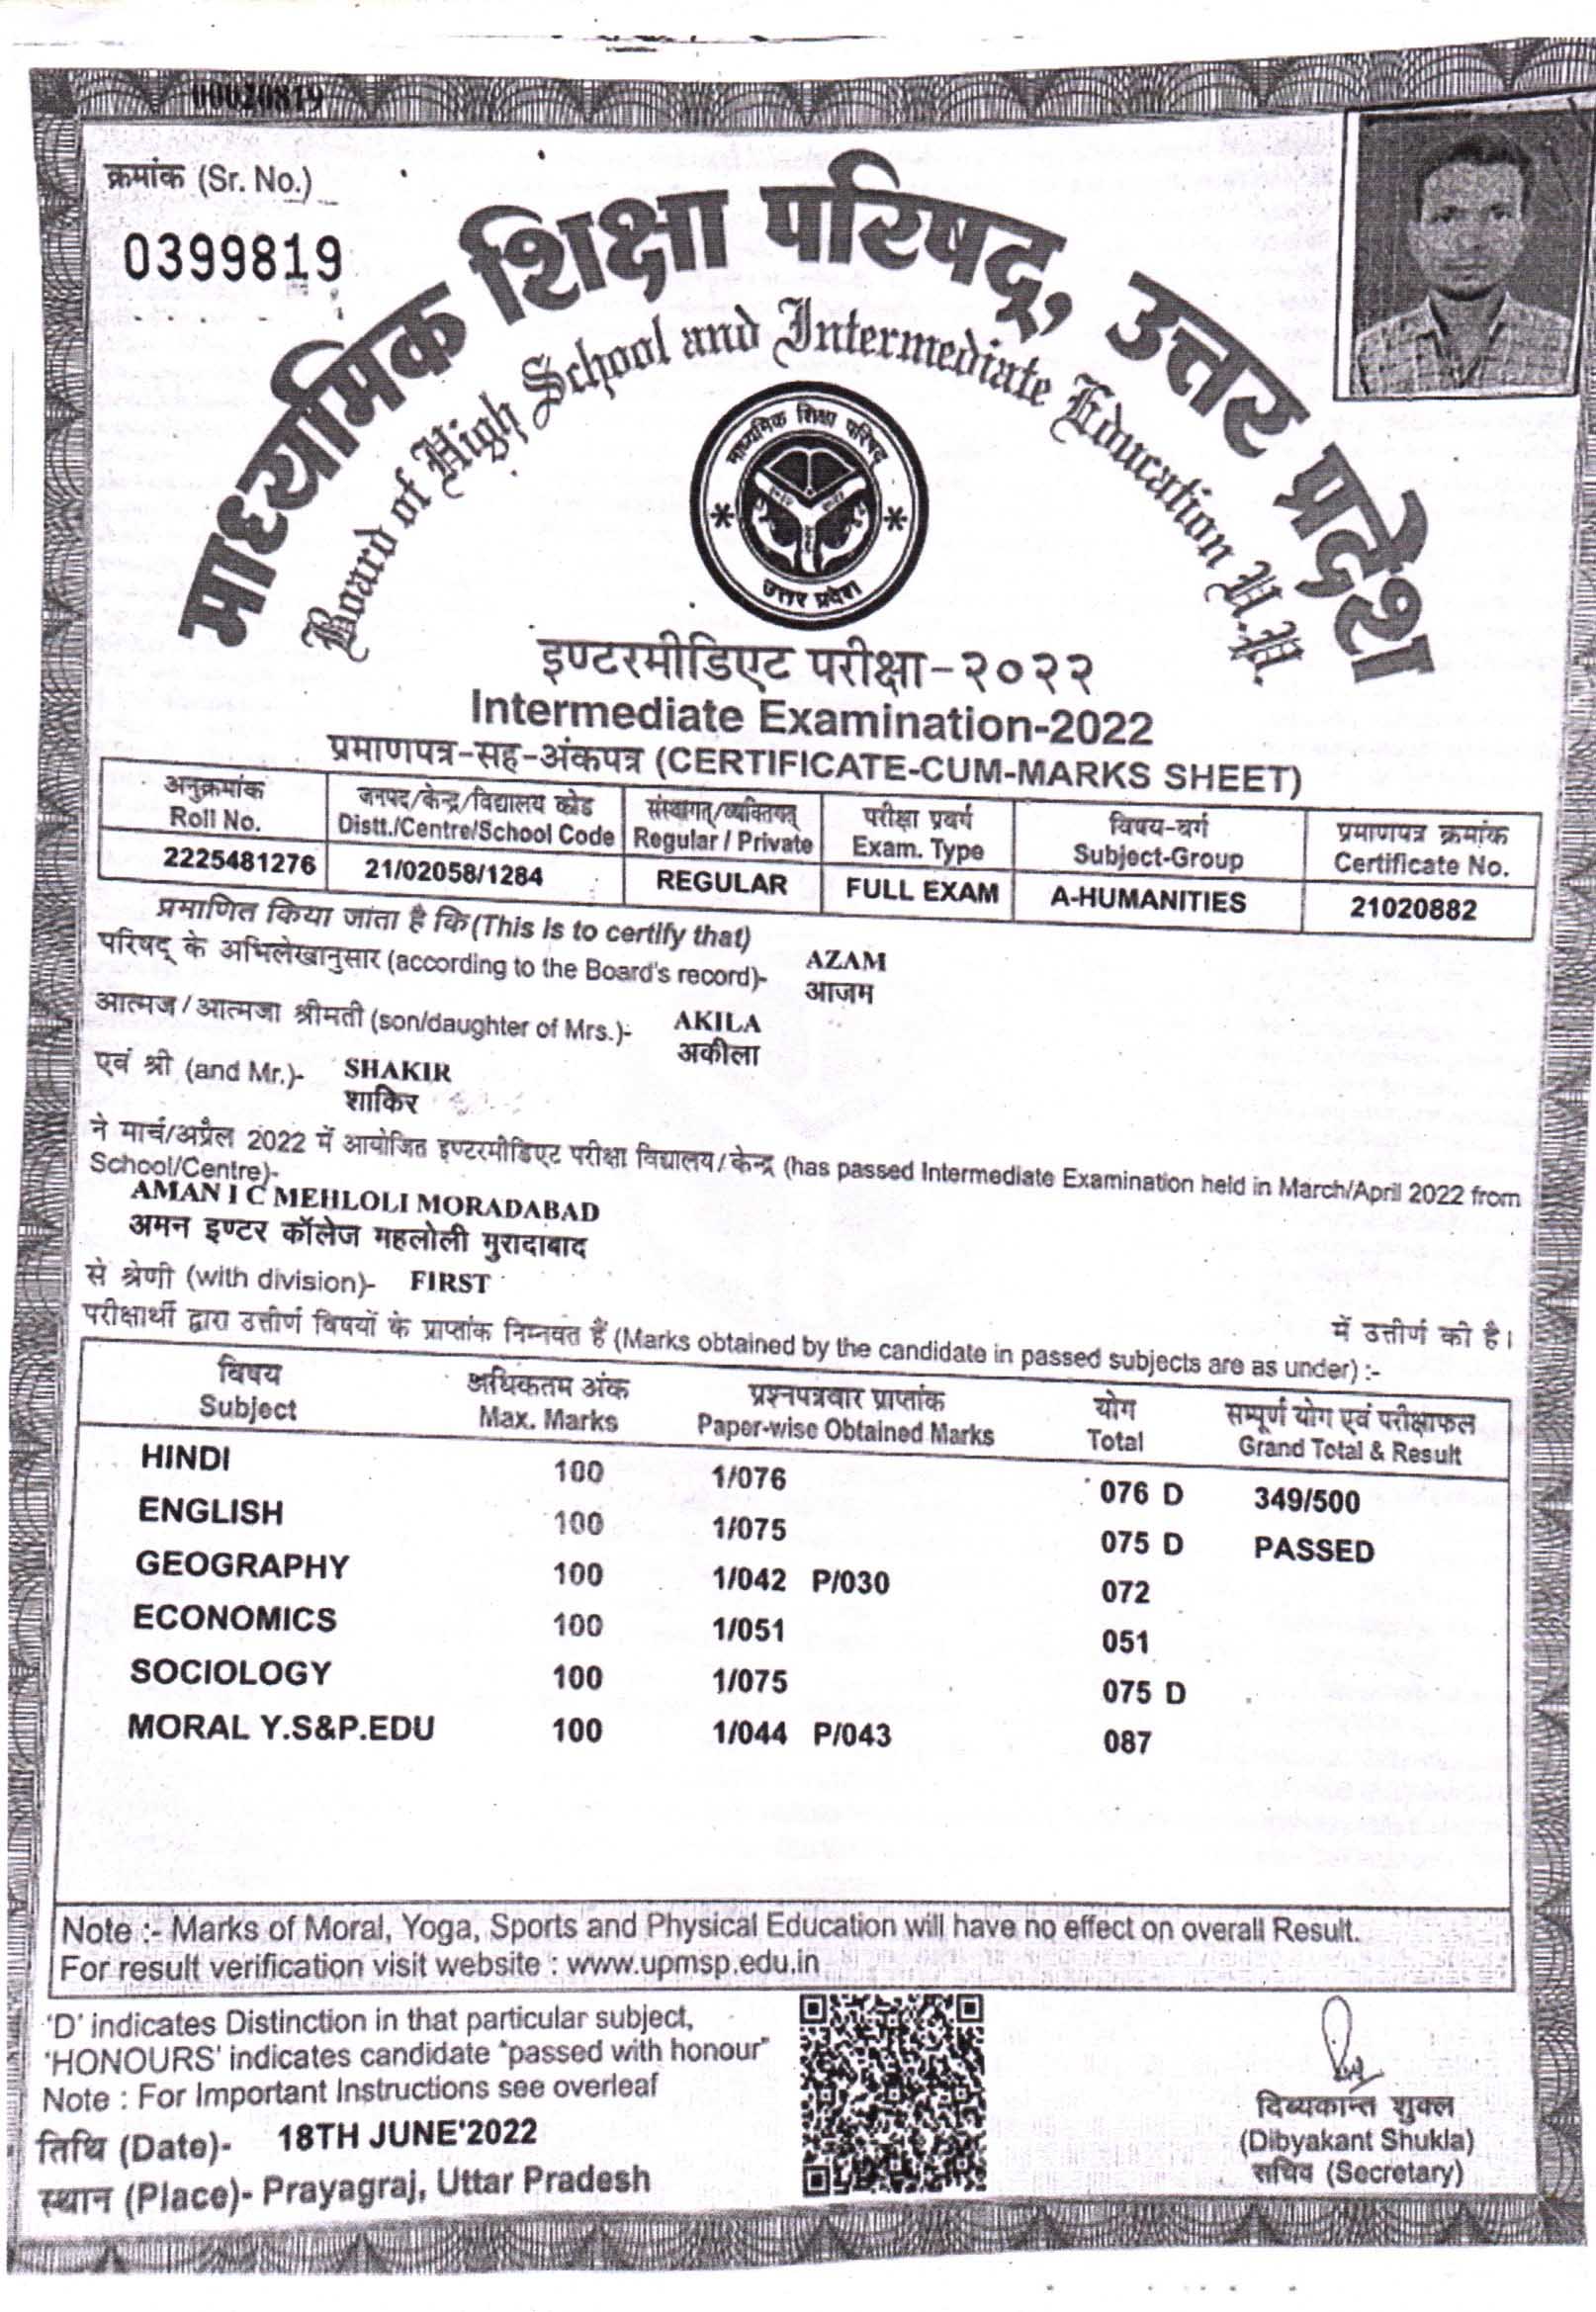 00020819
क्रमांक (Sr. No.)
0399819
माध्यमिक शिक्षा परिषद्, उत्तर प्रदेश
Board of High School and Intermediate Education U.P.
माध्यमिक शिक्षा परिषद्
उत्तर प्रदेश
इण्टरमीडिएट परीक्षा-२०२२
Intermediate Examination-2022
प्रमाणपत्र-सह-अंकपत्र (CERTIFICATE-CUM-MARKS SHEET)
अनुक्रमांक जनपद/केन्द्र/विद्यालय कोड संस्थागत/व्यक्तिगत परीक्षा प्रवर्ग विषय-वर्ग प्रमाणपत्र क्रमांक
Roll No. Distt./Centre/School Code Regular / Private Exam. Type Subject-Group Certificate No.
2225481276 21/02058/1284 REGULAR FULL EXAM A-HUMANITIES 21020882
प्रमाणित किया जाता है कि (This is to certify that)
परिषद् के अभिलेखानुसार (according to the Board's record)- AZAM
आजम
आत्मज/आत्मजा श्रीमती (son/daughter of Mrs.)- AKILA
अकीला
एवं श्री (and Mr.)- SHAKIR
शाकिर
ने मार्च/अप्रैल 2022 में आयोजित इण्टरमीडिएट परीक्षा विद्यालय/केन्द्र (has passed Intermediate Examination held in March/April 2022 from
School/Centre)-
AMAN I C MEHLOLI MORADABAD
अमन इण्टर कॉलेज महलोली मुरादाबाद
से श्रेणी (with division)- FIRST में उत्तीर्ण की है।
परीक्षार्थी द्वारा उत्तीर्ण विषयों के प्राप्तांक निम्नवत हैं (Marks obtained by the candidate in passed subjects are as under) :-
विषय अधिकतम अंक प्रश्नपत्रवार प्राप्तांक योग सम्पूर्ण योग एवं परीक्षाफल
Subject Max. Marks Paper-wise Obtained Marks Total Grand Total & Result
HINDI 100 1/076 076 D 349/500
ENGLISH 100 1/075 075 D PASSED
GEOGRAPHY 100 1/042 P/030 072
ECONOMICS 100 1/051 051
SOCIOLOGY 100 1/075 075 D
MORAL Y.S&P.EDU 100 1/044 P/043 087
Note :- Marks of Moral, Yoga, Sports and Physical Education will have no effect on overall Result.
For result verification visit website : www.upmsp.edu.in
'D' indicates Distinction in that particular subject,
'HONOURS' indicates candidate "passed with honour"
Note : For Important Instructions see overleaf
तिथि (Date)- 18TH JUNE'2022
स्थान (Place)- Prayagraj, Uttar Pradesh
दिव्यकान्त शुक्ल
(Dibyakant Shukla)
सचिव (Secretary)